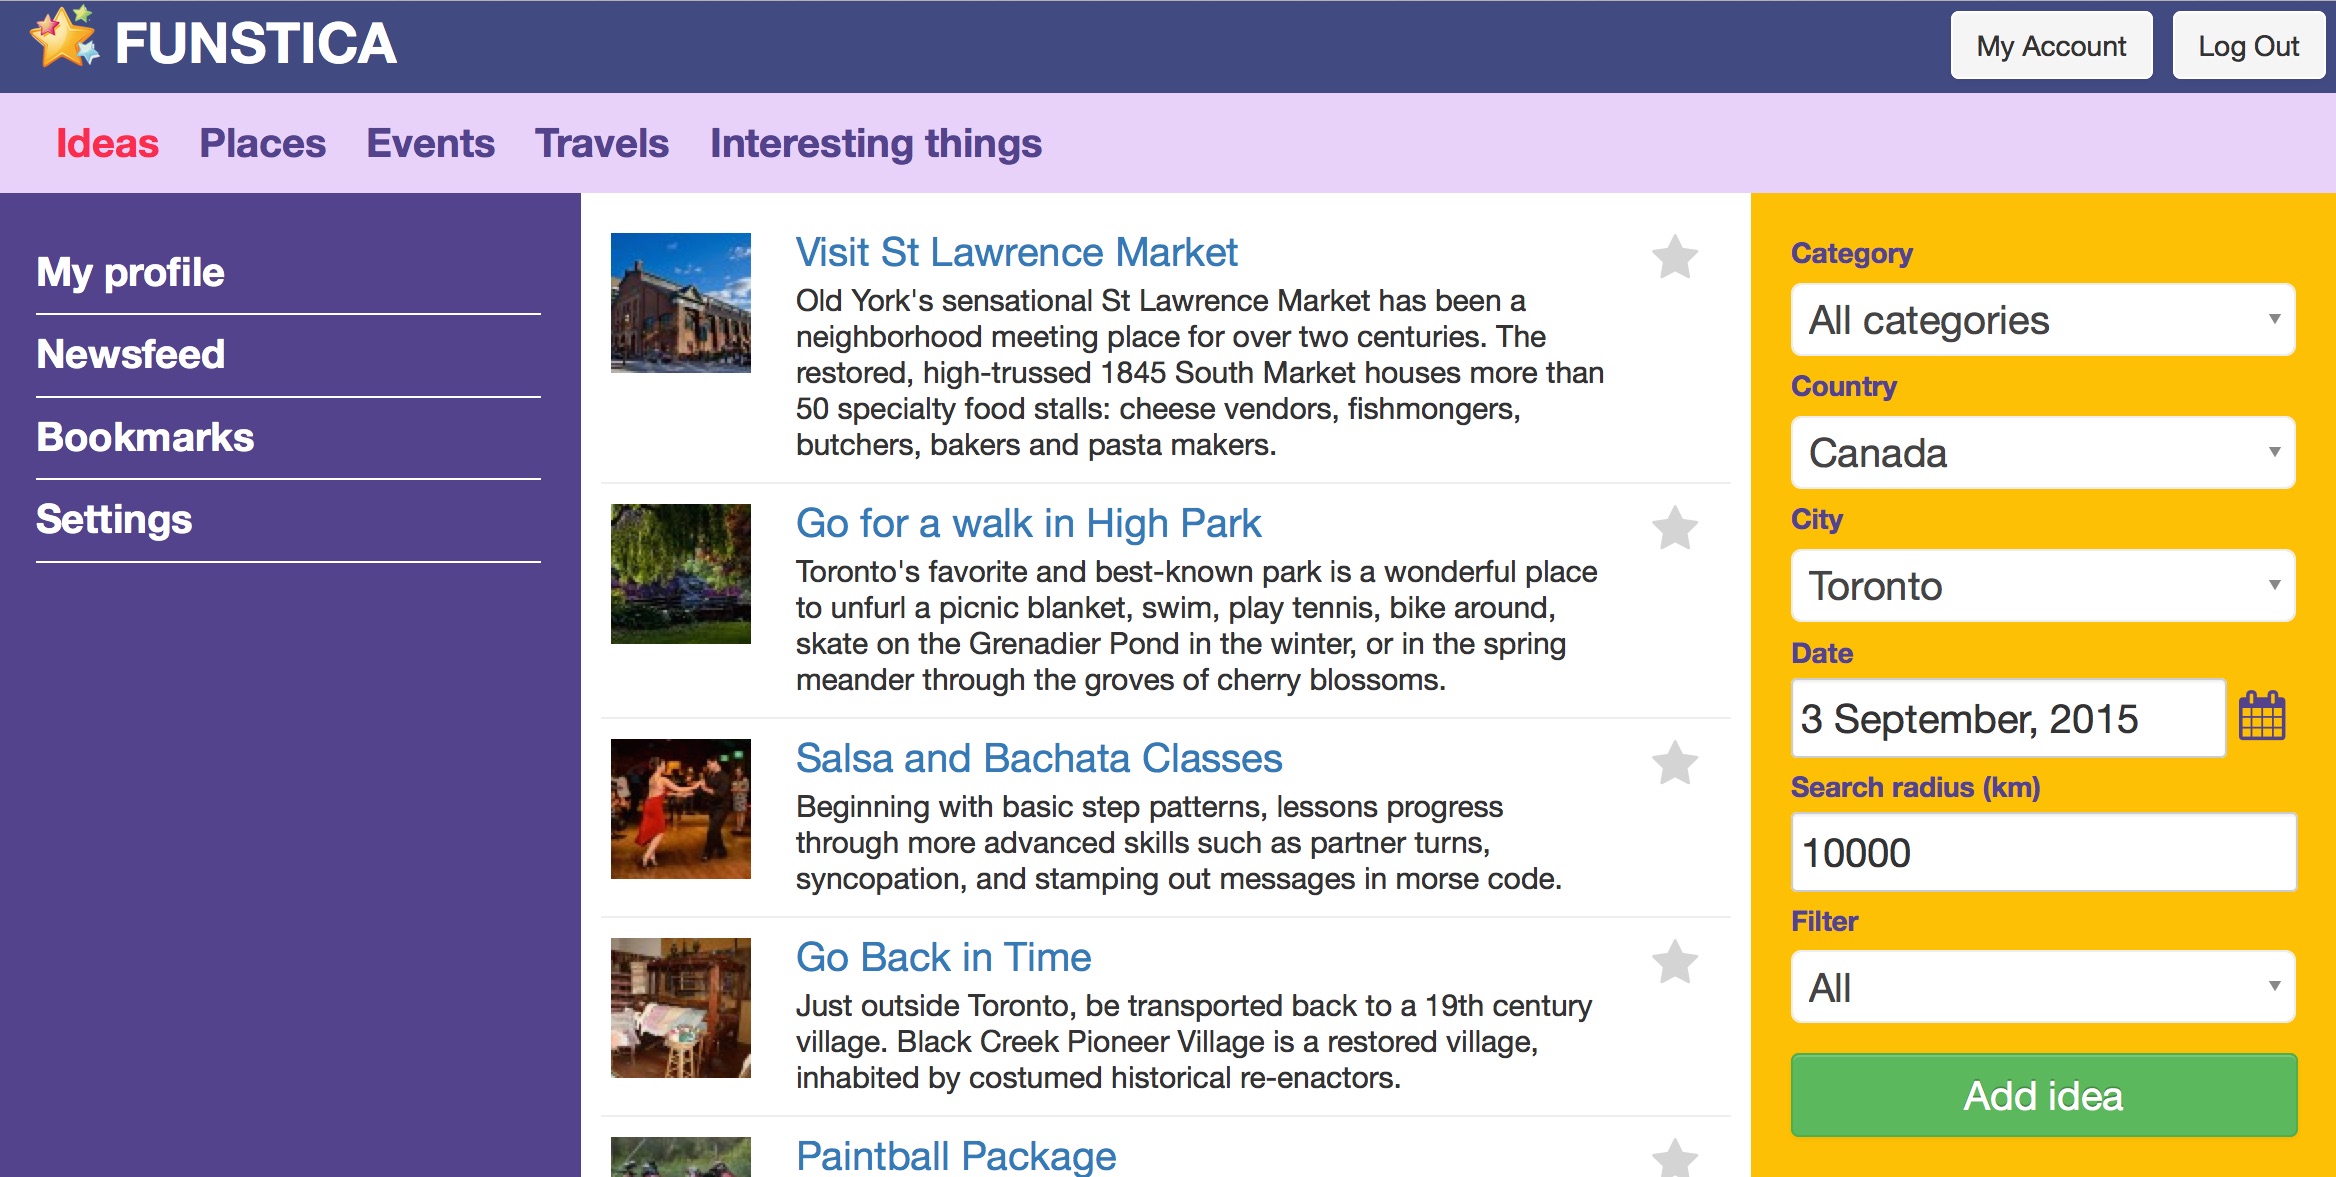 FUNSTICA
My Account
Log Out
Ideas
Places
Events
Travels
Interesting things
My profile
Newsfeed
Bookmarks
Settings
Visit St Lawrence Market
Old York's sensational St Lawrence Market has been a
neighborhood meeting place for over two centuries. The
restored, high-trussed 1845 South Market houses more than
50 specialty food stalls: cheese vendors, fishmongers,
butchers, bakers and pasta makers.
Go for a walk in High Park
Toronto's favorite and best-known park is a wonderful place
to unfurl a picnic blanket, swim, play tennis, bike around,
skate on the Grenadier Pond in the winter, or in the spring
meander through the groves of cherry blossoms.
Salsa and Bachata Classes
Beginning with basic step patterns, lessons progress
through more advanced skills such as partner turns,
syncopation, and stamping out messages in morse code.
Go Back in Time
Just outside Toronto, be transported back to a 19th century
village. Black Creek Pioneer Village is a restored village,
inhabited by costumed historical re-enactors.
Paintball Package
Category
All categories
Country
Canada
City
Toronto
Date
3 September, 2015
Search radius (km)
10000
Filter
All
Add idea